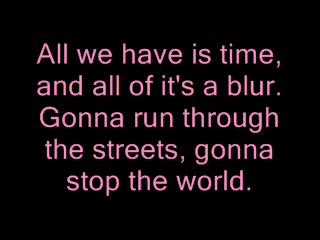 All we have is time,
and all of it's a blur.
Gonna run through
the streets, gonna
stop the world.